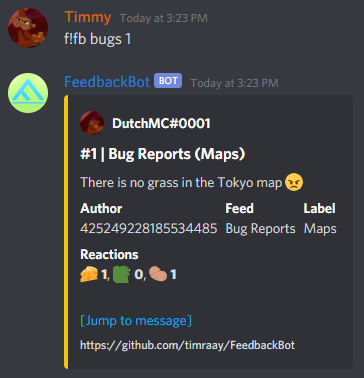 Timmy Today at 3:23 PM
f!fb bugs 1
FeedbackBot BOT Today at 3:23 PM
DutchMC#0001
#1 | Bug Reports (Maps)
There is no grass in the Tokyo map 😠
Author Feed Label
425249228185534485 Bug Reports Maps
Reactions
🧀 1, 0, 🥔 1
[Jump to message]
https://github.com/timraay/FeedbackBot